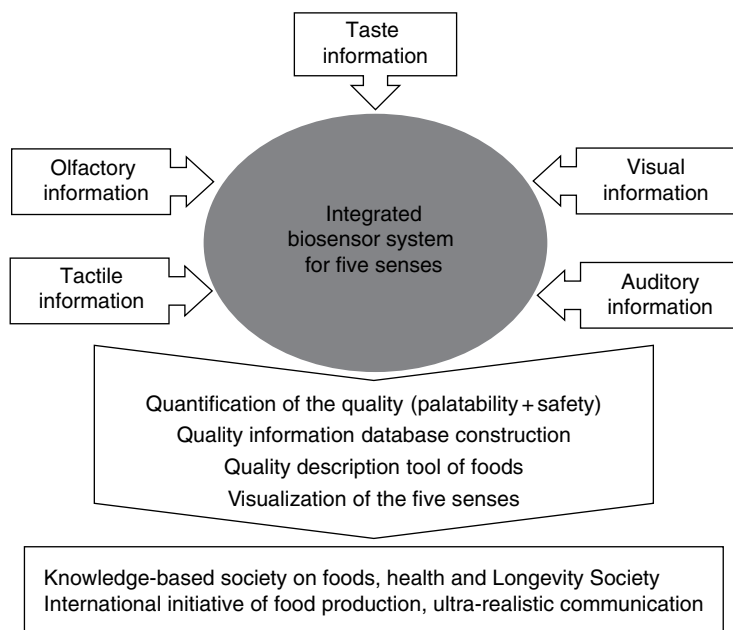 Taste
information
Olfactory
information
Visual
information
Integrated
biosensor system
for five senses
Tactile
information
Auditory
information
Quantification of the quality (palatability + safety)
Quality information database construction
Quality description tool of foods
Visualization of the five senses
Knowledge-based society on foods, health and Longevity Society
International initiative of food production, ultra-realistic communication